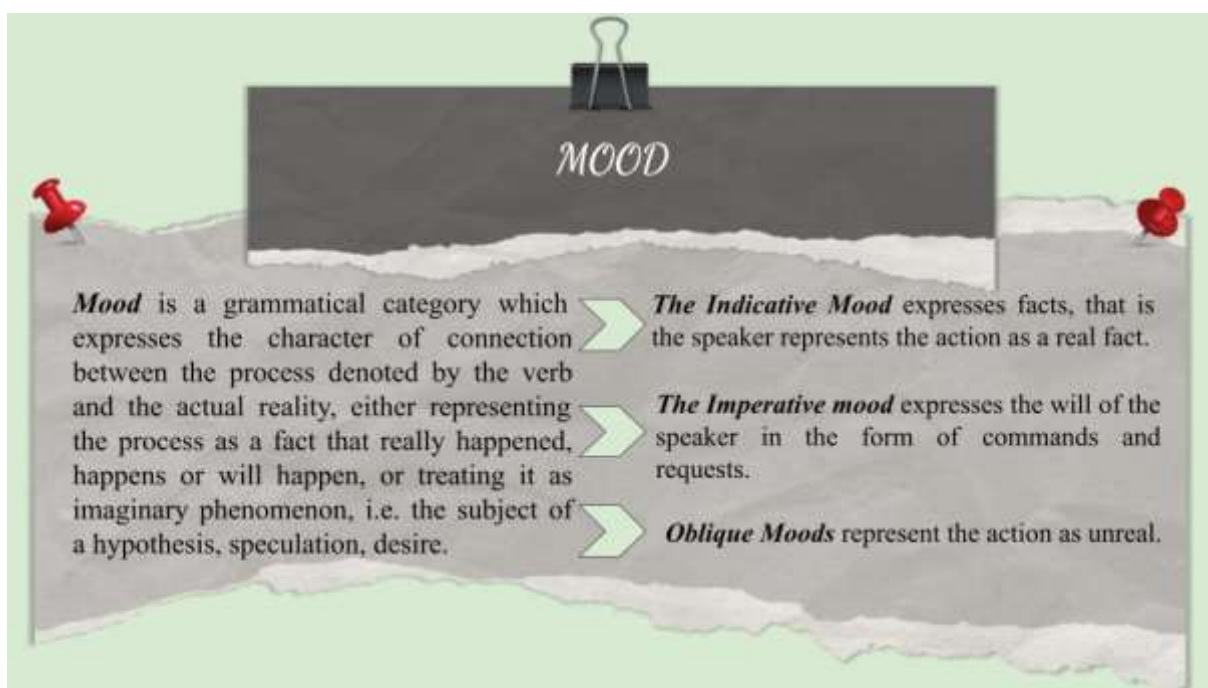 MOOD
Mood is a grammatical category which
expresses the character of connection
between the process denoted by the verb
and the actual reality, either representing
the process as a fact that really happened,
happens or will happen, or treating it as
imaginary phenomenon, i.e. the subject of
a hypothesis, speculation, desire.
The Indicative Mood expresses facts, that is
the speaker represents the action as a real fact.
The Imperative mood expresses the will of the
speaker in the form of commands and
requests.
Oblique Moods represent the action as unreal.